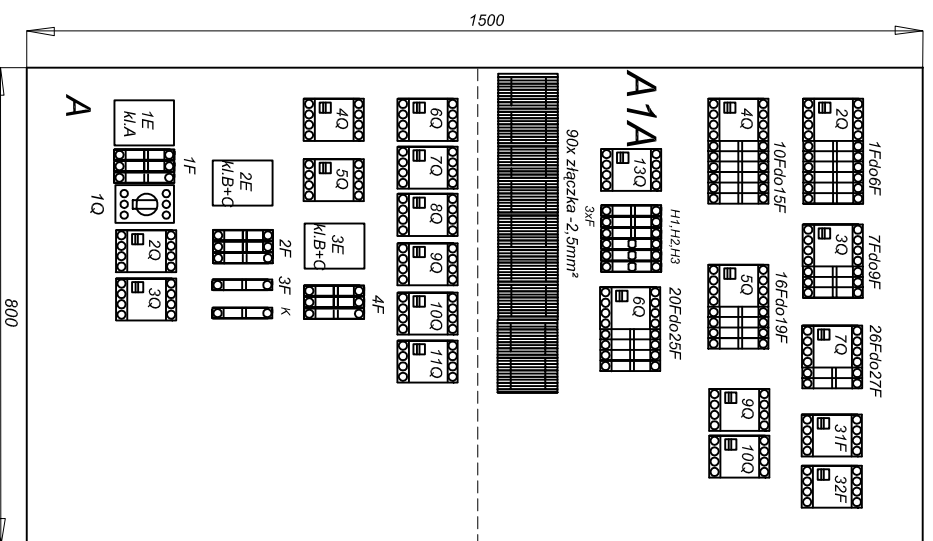 1500
800
A
1E
kl.A
1F
1Q
2Q
3Q
2E
kl.B+C
2F
3F
K
4Q
5Q
3E
kl.B+C
4F
6Q
7Q
8Q
9Q
10Q
11Q
90x złączka -2,5mm²
A1A
13Q
H1,H2,H3
3xF
6Q
20Fdo25F
4Q
10Fdo15F
5Q
16Fdo19F
9Q
10Q
2Q
1Fdo6F
3Q
7Fdo9F
7Q
26Fdo27F
31F
32F